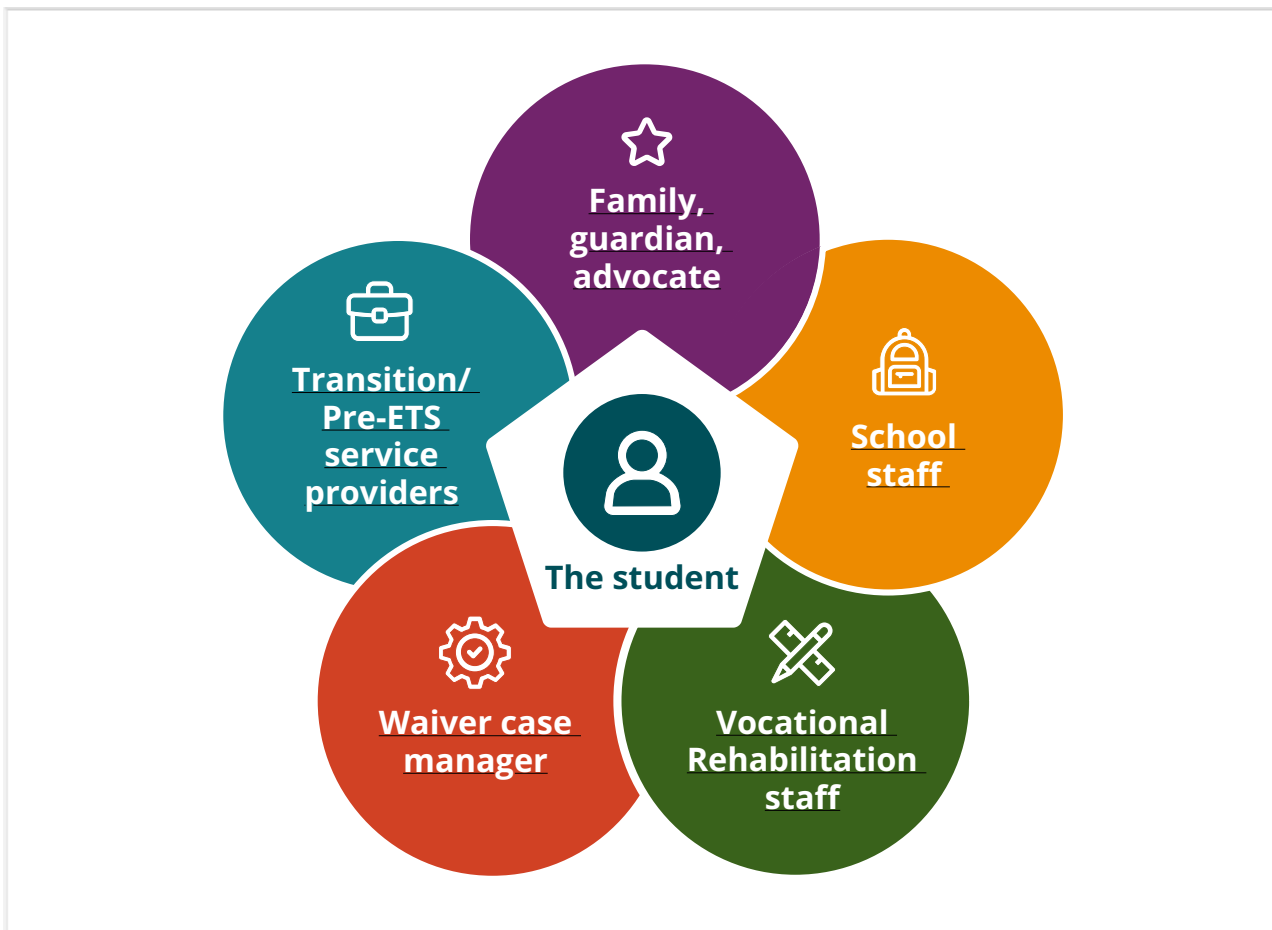 Family,
guardian,
advocate
Transition/
Pre-ETS
service
providers
School
staff
The student
Waiver case
manager
Vocational
Rehabilitation
staff